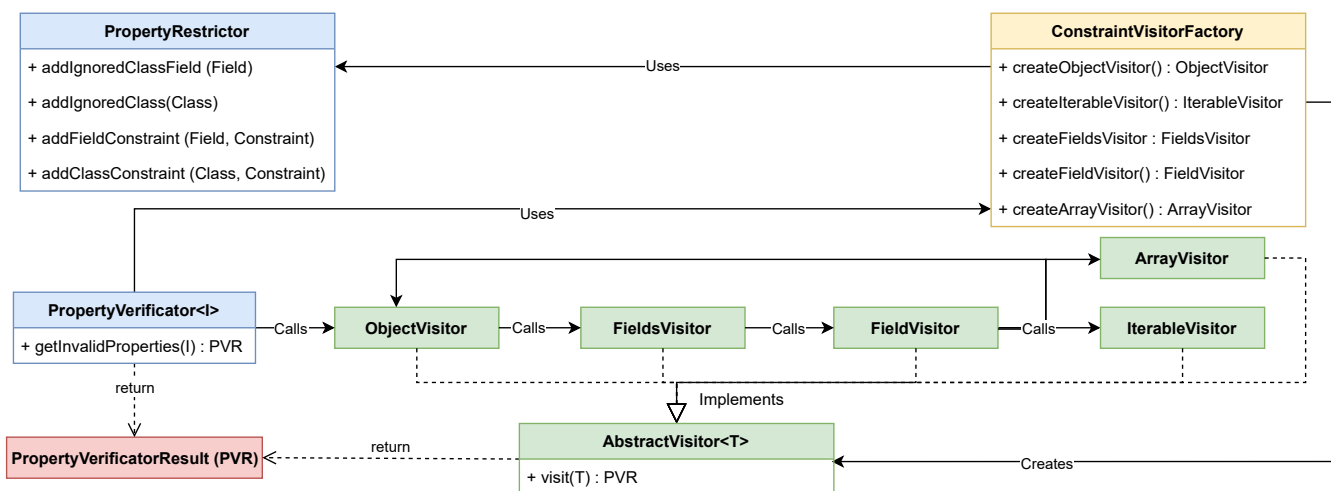 PropertyRestrictor
+ addIgnoredClassField (Field)
+ addIgnoredClass(Class)
+ addFieldConstraint (Field, Constraint)
+ addClassConstraint (Class, Constraint)
Uses
ConstraintVisitorFactory
+ createObjectVisitor() : ObjectVisitor
+ createIterableVisitor() : IterableVisitor
+ createFieldsVisitor : FieldsVisitor
+ createFieldVisitor() : FieldVisitor
+ createArrayVisitor() : ArrayVisitor
Uses
ArrayVisitor
PropertyVerificator<I>
+ getInvalidProperties(I) : PVR
Calls
ObjectVisitor
Calls
FieldsVisitor
Calls
FieldVisitor
Calls
IterableVisitor
return
Implements
PropertyVerificatorResult (PVR)
return
AbstractVisitor<T>
+ visit(T) : PVR
Creates